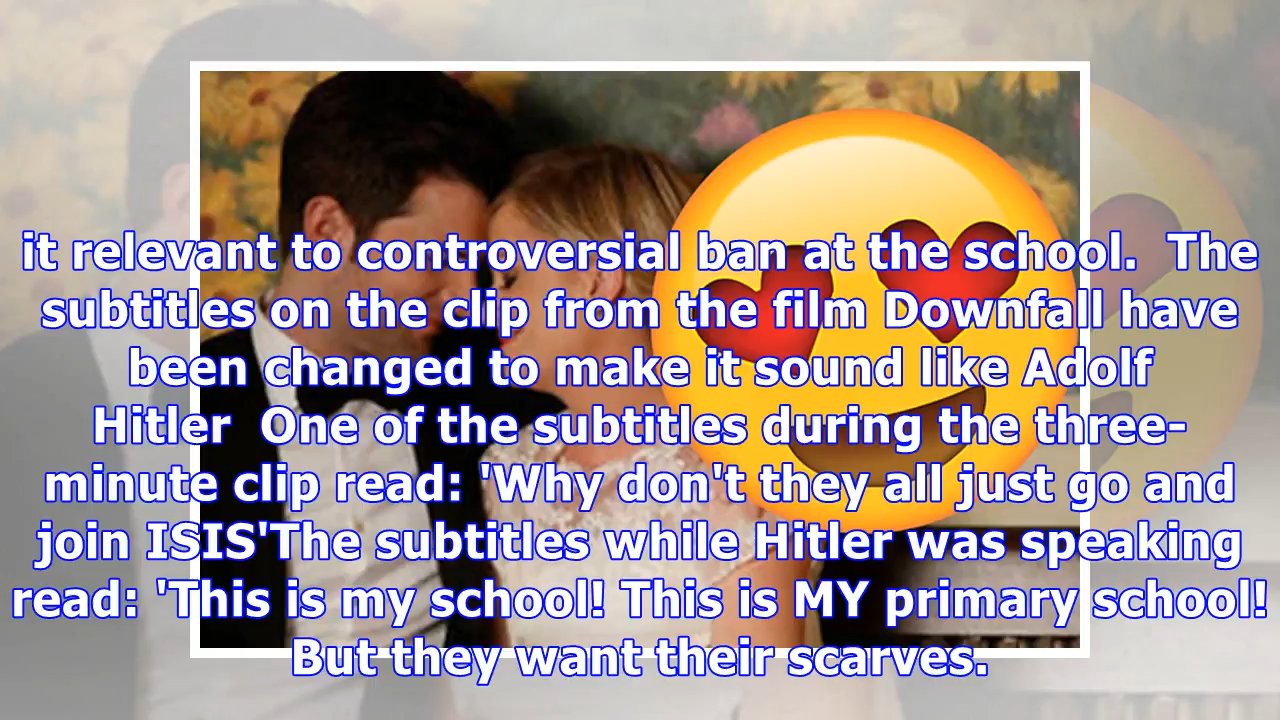 it relevant to controversial ban at the school.  The
subtitles on the clip from the film Downfall have
been changed to make it sound like Adolf
Hitler  One of the subtitles during the three-
minute clip read: 'Why don't they all just go and
join ISIS'The subtitles while Hitler was speaking
read: 'This is my school! This is MY primary school!
But they want their scarves.